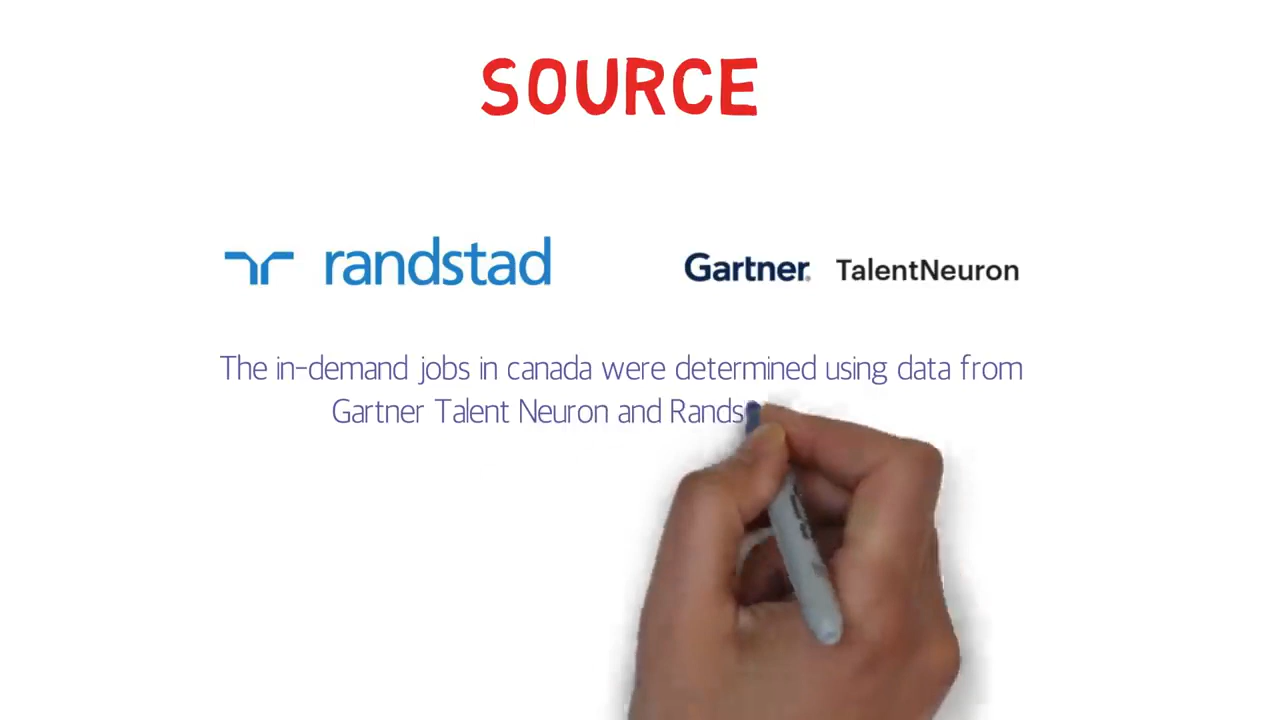 SOURCE
randstad
Gartner® TalentNeuron
The in-demand jobs in canada were determined using data from
Gartner Talent Neuron and Rands